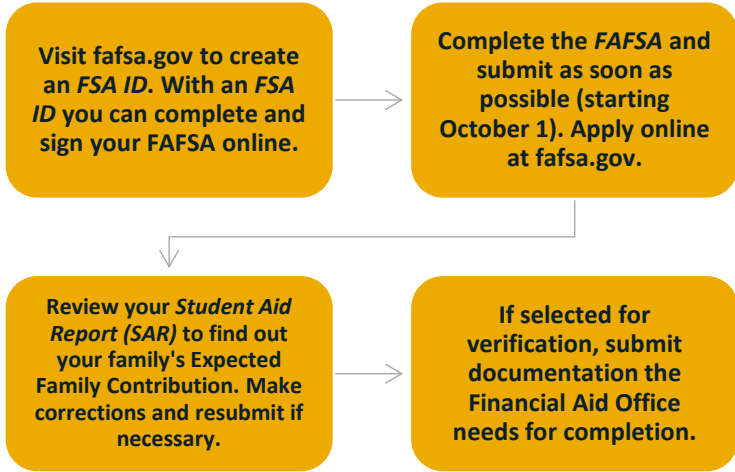 Visit fafsa.gov to create
an FSA ID. With an FSA
ID you can complete and
sign your FAFSA online.
Complete the FAFSA and
submit as soon as
possible (starting
October 1). Apply online
at fafsa.gov.
Review your Student Aid
Report (SAR) to find out
your family's Expected
Family Contribution. Make
corrections and resubmit if
necessary.
If selected for
verification, submit
documentation the
Financial Aid Office
needs for completion.